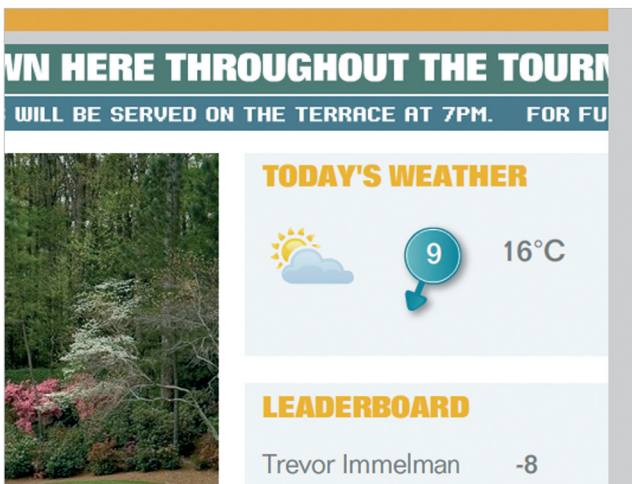 WN HERE THROUGHOUT THE TOURN
WILL BE SERVED ON THE TERRACE AT 7PM. FOR FU
TODAY'S WEATHER
9
16°C
LEADERBOARD
Trevor Immelman -8